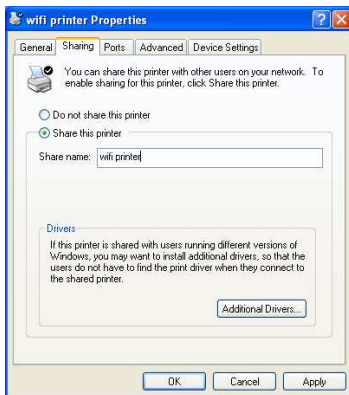 wifi printer Properties
General Sharing Ports Advanced Device Settings
You can share this printer with other users on your network. To
enable sharing for this printer, click Share this printer.
Do not share this printer
Share this printer
Share name: wifi printer
Drivers
If this printer is shared with users running different versions of
Windows, you may want to install additional drivers, so that the
users do not have to find the print driver when they connect to
the shared printer.
Additional Drivers...
OK Cancel Apply